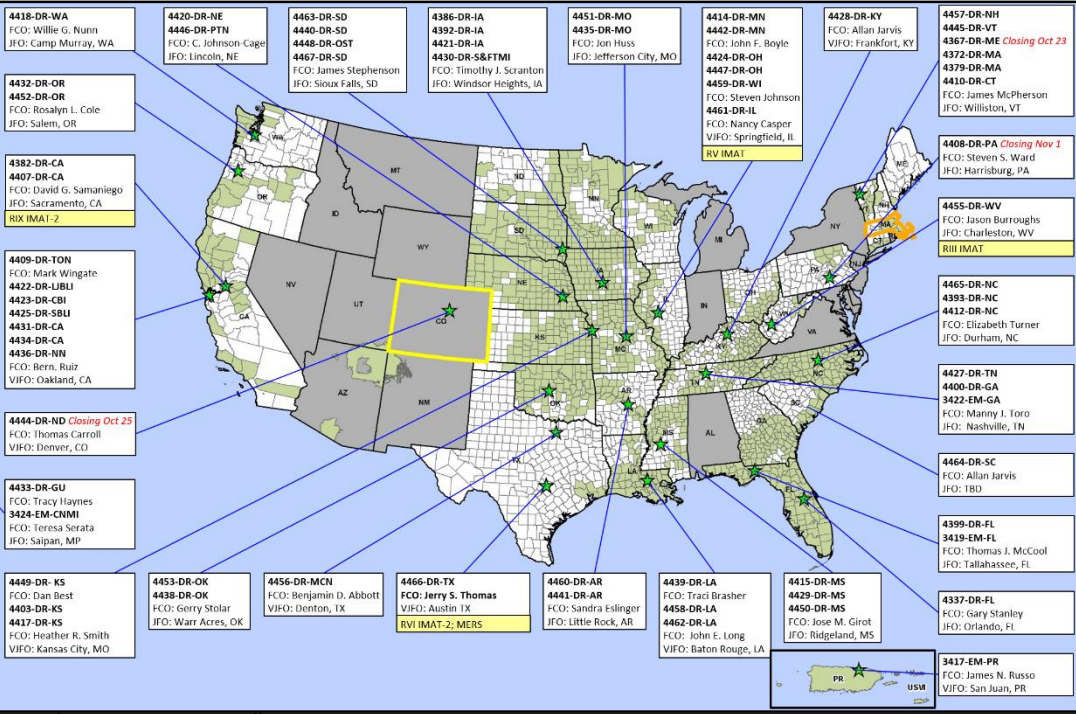 4418-DR-WA
FCO: Willie G. Nunn
JFO: Camp Murray, WA
4420-DR-NE
4446-DR-PTN
FCO: C. Johnson-Cage
JFO: Lincoln, NE
4463-DR-SD
4440-DR-SD
4448-DR-OST
4467-DR-SD
FCO: James Stephenson
JFO: Sioux Falls, SD
4386-DR-IA
4392-DR-IA
4421-DR-IA
4430-DR-S&FTMI
FCO: Timothy J. Scranton
JFO: Windsor Heights, IA
4451-DR-MO
4435-DR-MO
FCO: Jon Huss
JFO: Jefferson City, MO
4414-DR-MN
4442-DR-MN
FCO: John F. Boyle
4424-DR-OH
4447-DR-OH
4459-DR-WI
FCO: Steven Johnson
4461-DR-IL
FCO: Nancy Casper
VJFO: Springfield, IL
RV IMAT
4428-DR-KY
FCO: Allan Jarvis
VJFO: Frankfort, KY
4457-DR-NH
4445-DR-VT
4367-DR-ME Closing Oct 23
4372-DR-MA
4379-DR-MA
4410-DR-CT
FCO: James McPherson
JFO: Williston, VT
4432-DR-OR
4452-DR-OR
FCO: Rosalyn L. Cole
JFO: Salem, OR
4408-DR-PA Closing Nov 1
FCO: Steven S. Ward
JFO: Harrisburg, PA
4382-DR-CA
4407-DR-CA
FCO: David G. Samaniego
JFO: Sacramento, CA
RIX IMAT-2
4455-DR-WV
FCO: Jason Burroughs
JFO: Charleston, WV
RIII IMAT
4409-DR-TON
FCO: Mark Wingate
4422-DR-LJBLI
4423-DR-CBI
4425-DR-SBLI
4431-DR-CA
4434-DR-CA
4436-DR-NN
FCO: Bern. Ruiz
VJFO: Oakland, CA
4465-DR-NC
4393-DR-NC
4412-DR-NC
FCO: Elizabeth Turner
JFO: Durham, NC
4427-DR-TN
4400-DR-GA
3422-EM-GA
FCO: Manny J. Toro
JFO: Nashville, TN
4444-DR-ND Closing Oct 25
FCO: Thomas Carroll
VJFO: Denver, CO
4464-DR-SC
FCO: Allan Jarvis
JFO: TBD
4433-DR-GU
FCO: Tracy Haynes
3424-EM-CNMI
FCO: Teresa Serata
JFO: Saipan, MP
4399-DR-FL
3419-EM-FL
FCO: Thomas J. McCool
JFO: Tallahassee, FL
WA
MT
ND
MN
ME
OR
ID
WY
SD
WI
MI
NY
NH
MA
CT
RI
NV
UT
CO
NE
IA
IL
IN
OH
PA
NJ
CA
KS
MO
KY
WV
VA
AZ
NM
OK
AR
TN
NC
SC
TX
LA
MS
AL
GA
FL
4449-DR- KS
FCO: Dan Best
4403-DR-KS
4417-DR-KS
FCO: Heather R. Smith
VJFO: Kansas City, MO
4453-DR-OK
4438-DR-OK
FCO: Gerry Stolar
JFO: Warr Acres, OK
4456-DR-MCN
FCO: Benjamin D. Abbott
VJFO: Denton, TX
4466-DR-TX
FCO: Jerry S. Thomas
VJFO: Austin TX
RVI IMAT-2; MERS
4460-DR-AR
4441-DR-AR
FCO: Sandra Eslinger
JFO: Little Rock, AR
4439-DR-LA
FCO: Traci Brasher
4458-DR-LA
4462-DR-LA
FCO: John E. Long
VJFO: Baton Rouge, LA
4415-DR-MS
4429-DR-MS
4450-DR-MS
FCO: Jose M. Girot
JFO: Ridgeland, MS
4337-DR-FL
FCO: Gary Stanley
JFO: Orlando, FL
3417-EM-PR
FCO: James N. Russo
VJFO: San Juan, PR
PR
USVI